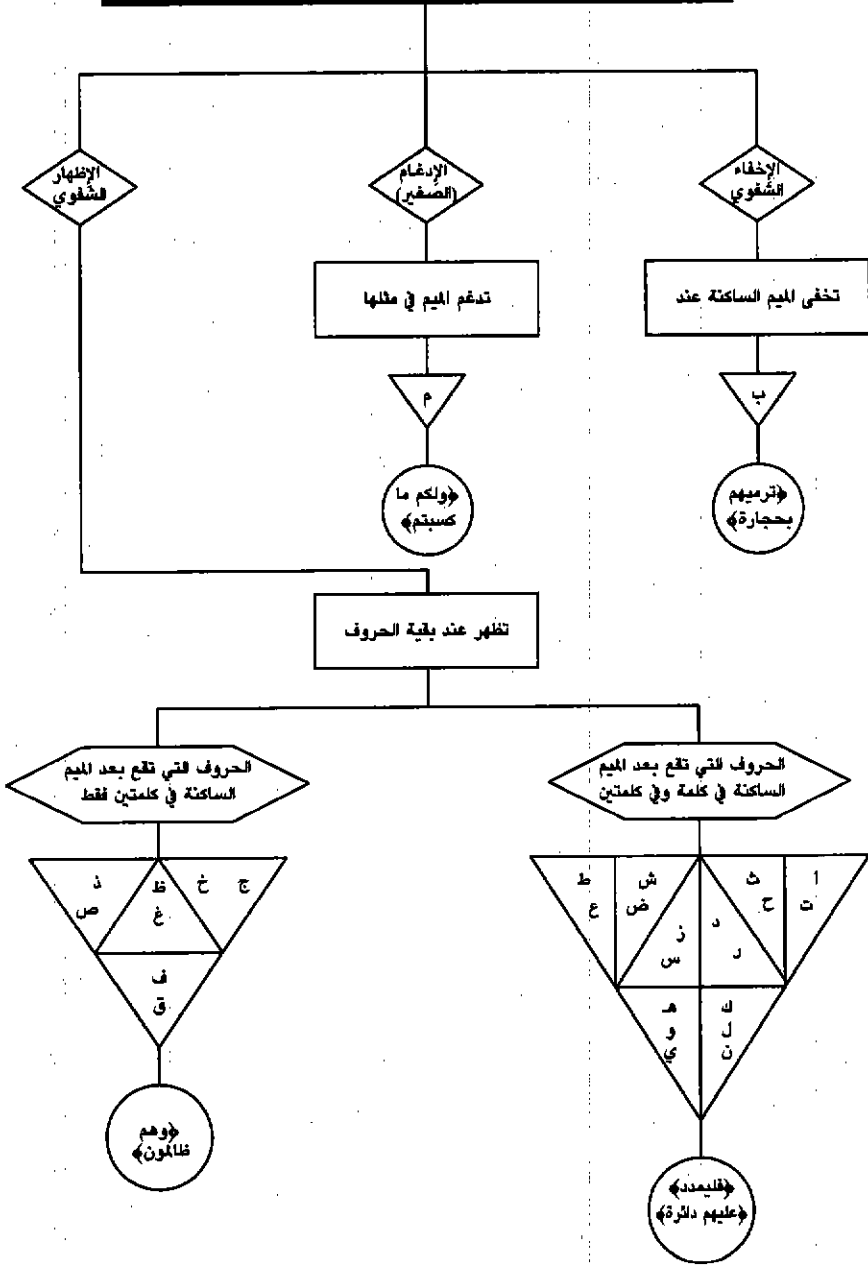 الإخفاء
الشفوي
الإدغام
(الصغير)
الإظهار
الشفوي
تخفى الميم الساكنة عند
تدغم الميم في مثلها
ب
م
﴿ترميهم
بحجارة﴾
﴿ولكم ما
كسبتم﴾
تظهر عند بقية الحروف
الحروف التي تقع بعد الميم
الساكنة في كلمة وفي كلمتين
الحروف التي تقع بعد الميم
الساكنة في كلمتين فقط
أ
ت
ث
ح
د
ر
ز
س
ش
ض
ط
ع
ك
ل
ن
هـ
و
ي
ج خ
ظ
غ
ذ
ص
ف
ق
﴿فليمدد﴾
﴿عليهم دائرة﴾
﴿وهم
ظالمون﴾